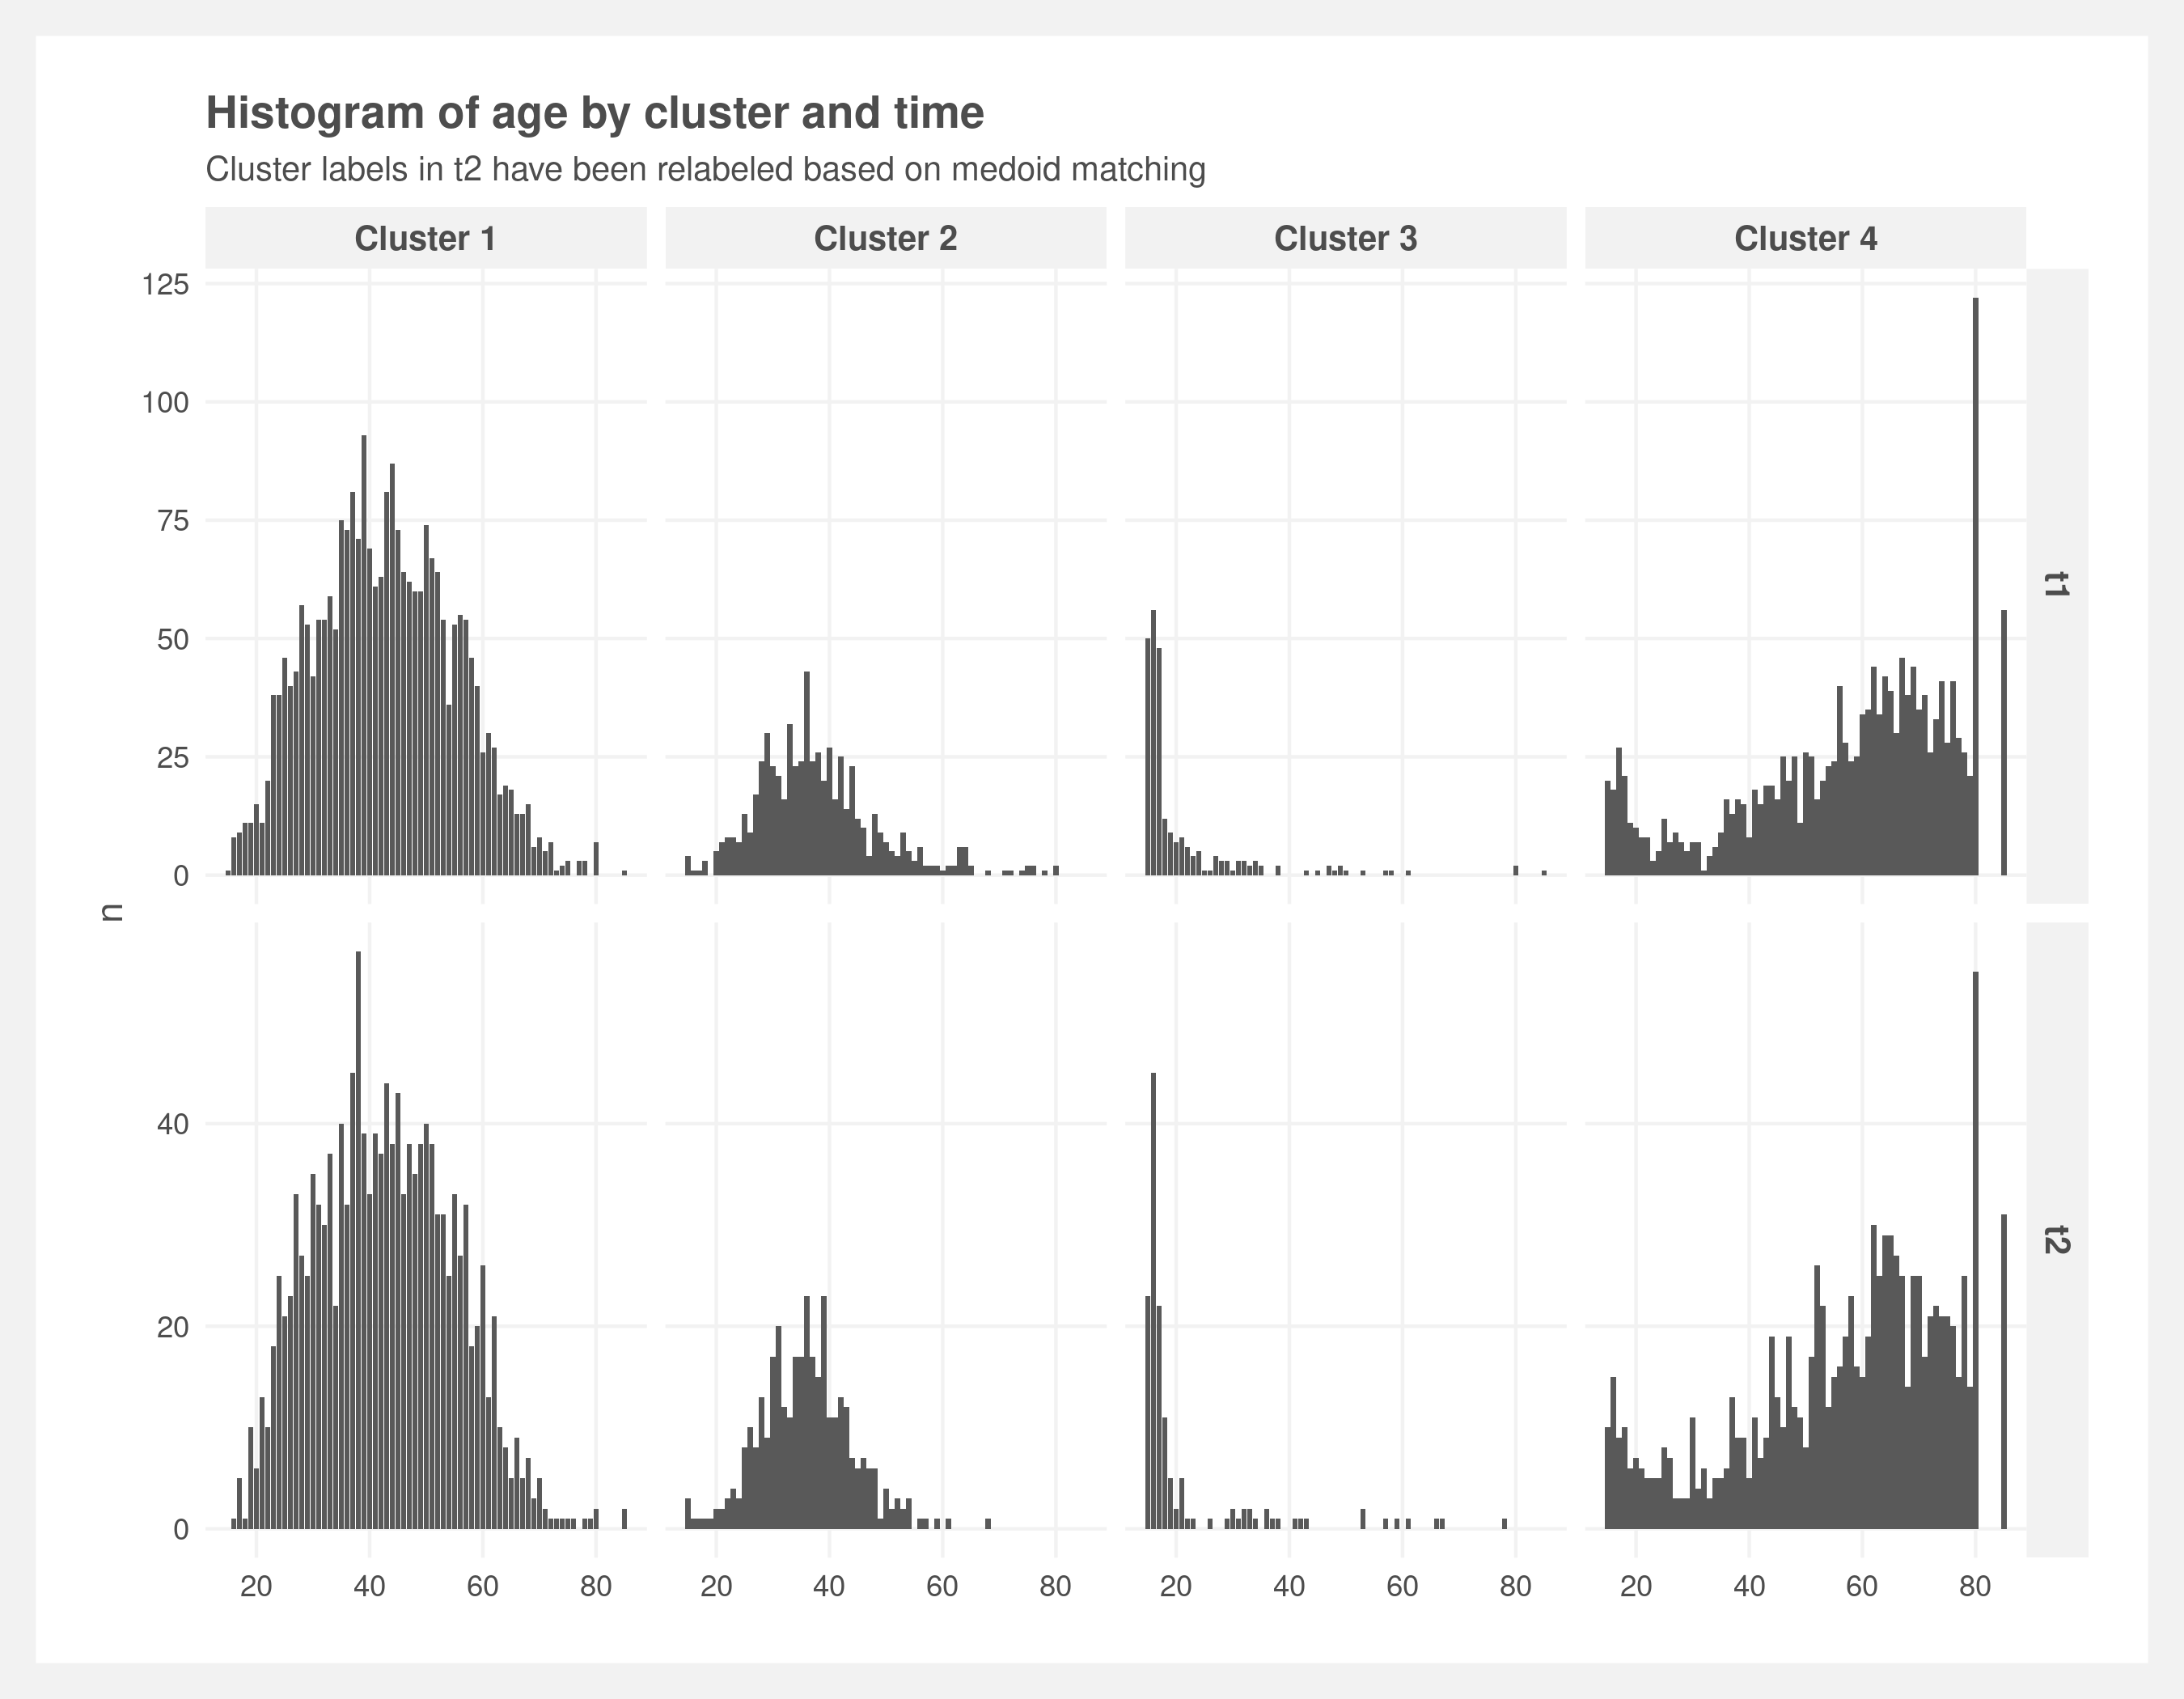 Histogram of age by cluster and time
Cluster labels in t2 have been relabeled based on medoid matching
Cluster 1 Cluster 2 Cluster 3 Cluster 4
125
100
75
50
25
0
t1
n
40
20
0
t2
20 40 60 80 20 40 60 80 20 40 60 80 20 40 60 80